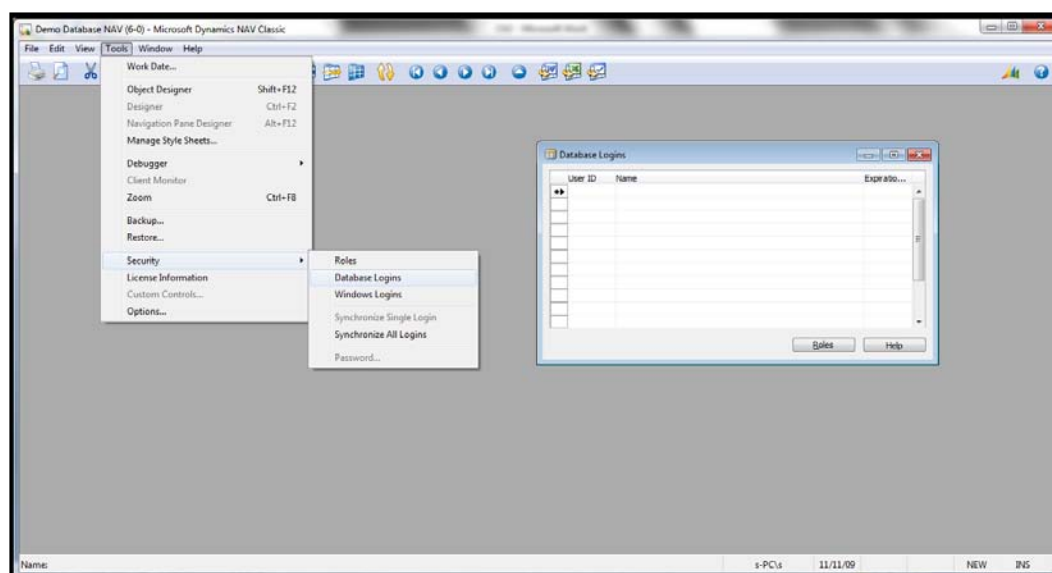 Demo Database NAV (6-0) - Microsoft Dynamics NAV Classic
File Edit View Tools Window Help
Work Date...
Object Designer Shift+F12
Designer Ctrl+F2
Navigation Pane Designer Alt+F12
Manage Style Sheets...
Debugger
Client Monitor
Zoom Ctrl+F8
Backup...
Restore...
Security
License Information
Custom Controls...
Options...
Roles
Database Logins
Windows Logins
Synchronize Single Login
Synchronize All Logins
Password...
Database Logins
User ID Name Expiratio...
Roles Help
Name: s-PC\s 11/11/09 NEW INS